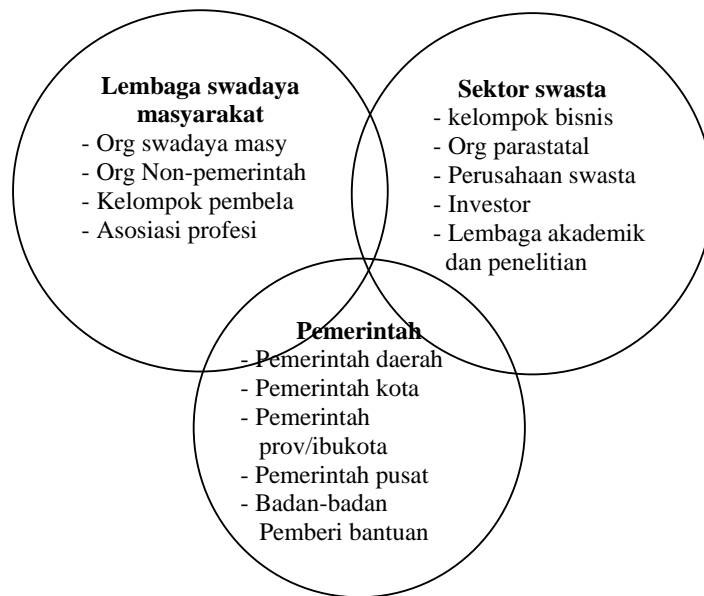 Lembaga swadaya
masyarakat
- Org swadaya masy
- Org Non-pemerintah
- Kelompok pembela
- Asosiasi profesi
Sektor swasta
- kelompok bisnis
- Org parastatal
- Perusahaan swasta
- Investor
- Lembaga akademik
dan penelitian
Pemerintah
- Pemerintah daerah
- Pemerintah kota
- Pemerintah
prov/ibukota
- Pemerintah pusat
- Badan-badan
Pemberi bantuan